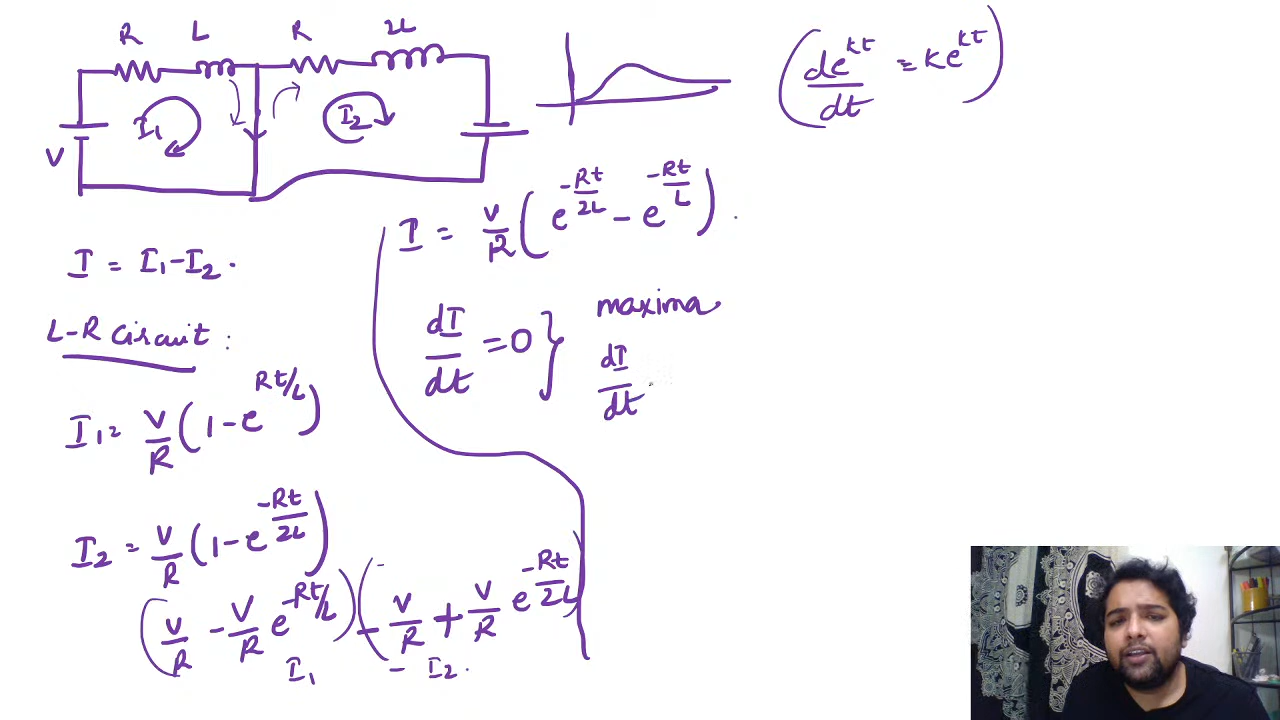 R L R 2L
V I₁ I₂
(de^{kt}/dt = ke^{kt})
I = I₁ - I₂.
L-R Circuit :
I₁ = V/R (1 - e^{Rt/L})
I₂ = V/R (1 - e^{-Rt/2L})
(V/R - V/R e^{-Rt/L}) (- V/R + V/R e^{-Rt/2L})
I₁ - I₂.
I = V/R (e^{-Rt/2L} - e^{-Rt/L}).
dI/dt = 0 }
maxima
dI/dt